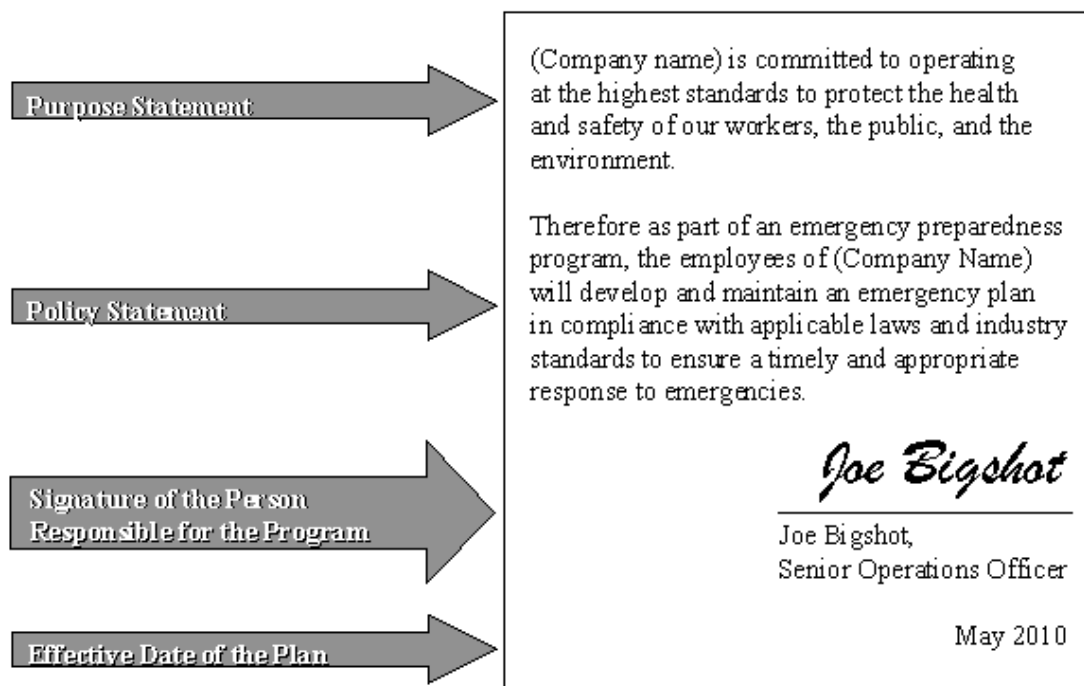 Purpose Statement
(Company name) is committed to operating
at the highest standards to protect the health
and safety of our workers, the public, and the
environment.
Policy Statement
Therefore as part of an emergency preparedness
program, the employees of (Company Name)
will develop and maintain an emergency plan
in compliance with applicable laws and industry
standards to ensure a timely and appropriate
response to emergencies.
Signature of the Person
Responsible for the Program
Joe Bigshot
Joe Bigshot,
Senior Operations Officer
Effective Date of the Plan
May 2010